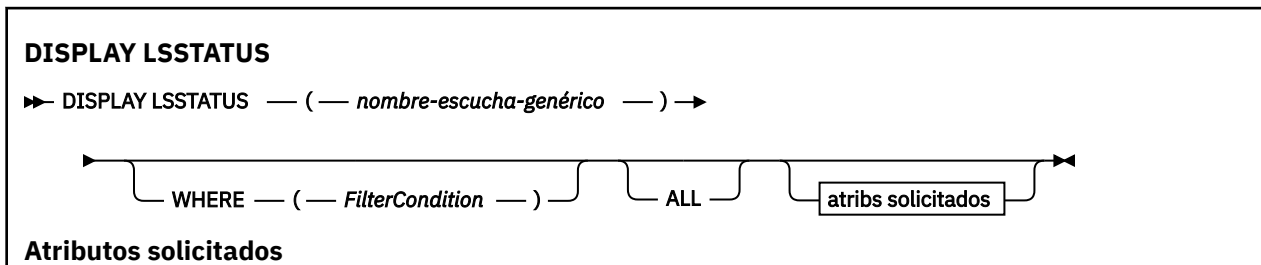 DISPLAY LSSTATUS
DISPLAY LSSTATUS ( nombre-escucha-genérico )
WHERE ( FilterCondition ) ALL atribs solicitados
Atributos solicitados